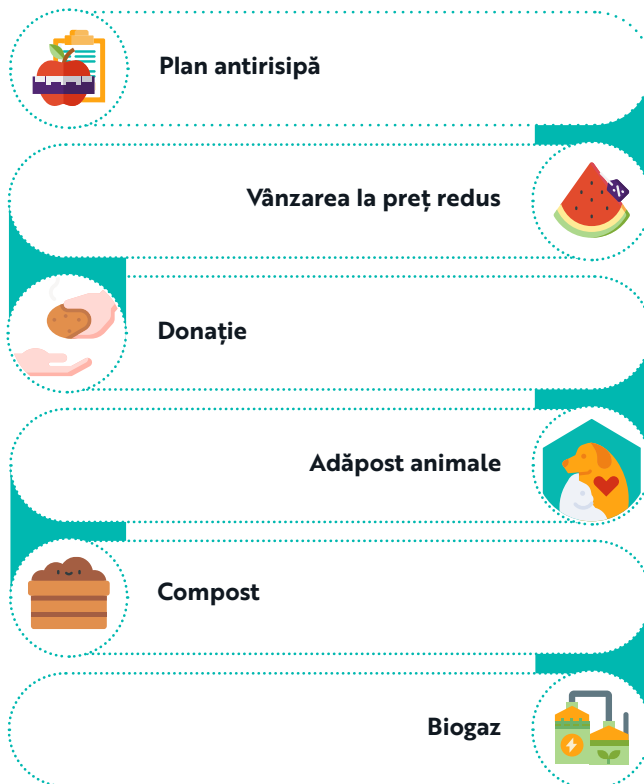 Plan antirisipă
Vânzarea la preț redus
Donație
Adăpost animale
Compost
Biogaz